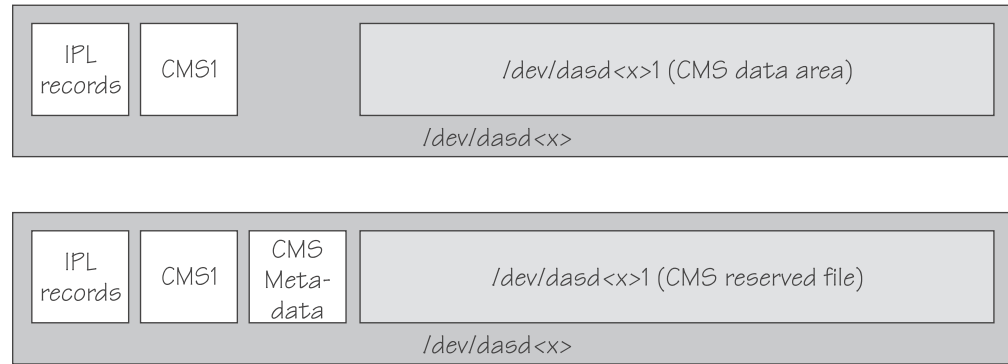 IPL
records
CMS1
/dev/dasd<x>1 (CMS data area)
/dev/dasd<x>
IPL
records
CMS1
CMS
Meta-
data
/dev/dasd<x>1 (CMS reserved file)
/dev/dasd<x>